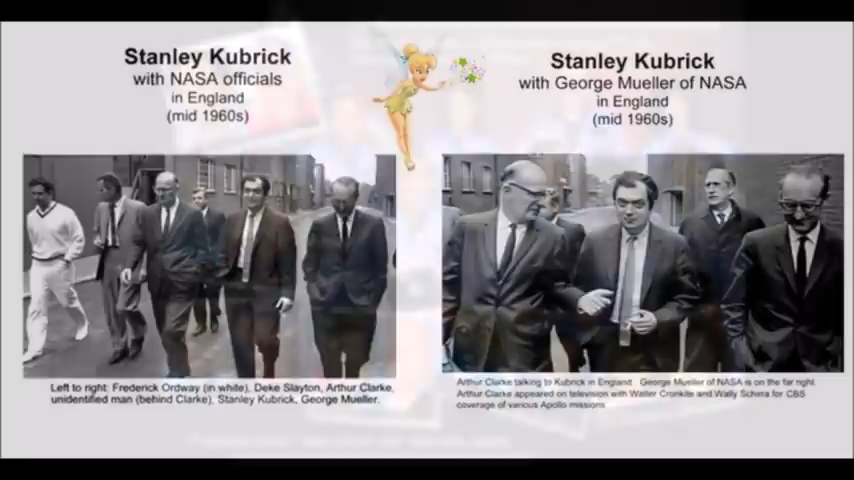 Stanley Kubrick
with NASA officials
in England
(mid 1960s)
Stanley Kubrick
with George Mueller of NASA
in England
(mid 1960s)
Left to right: Frederick Ordway (in white), Deke Slayton, Arthur Clarke,
unidentified man (behind Clarke), Stanley Kubrick, George Mueller.
Arthur Clarke talking to Kubrick in England. George Mueller of NASA is on the far right.
Arthur Clarke appeared on television with Walter Cronkite and Wally Schirra for CBS
coverage of various Apollo missions